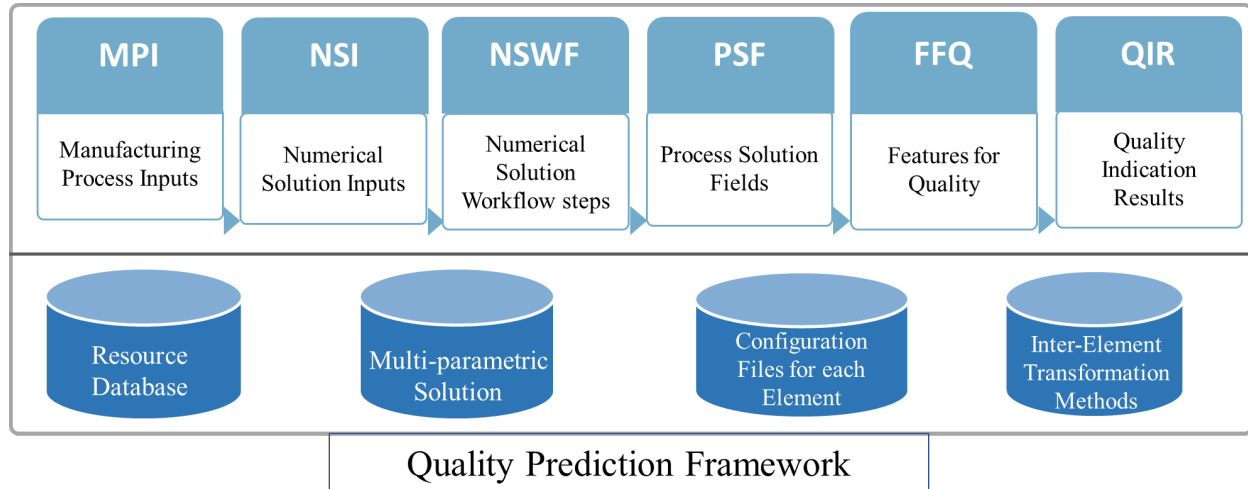 MPI
Manufacturing
Process Inputs
NSI
Numerical
Solution Inputs
NSWF
Numerical
Solution
Workflow steps
PSF
Process Solution
Fields
FFQ
Features for
Quality
QIR
Quality
Indication
Results
Resource
Database
Multi-parametric
Solution
Configuration
Files for each
Element
Inter-Element
Transformation
Methods
Quality Prediction Framework